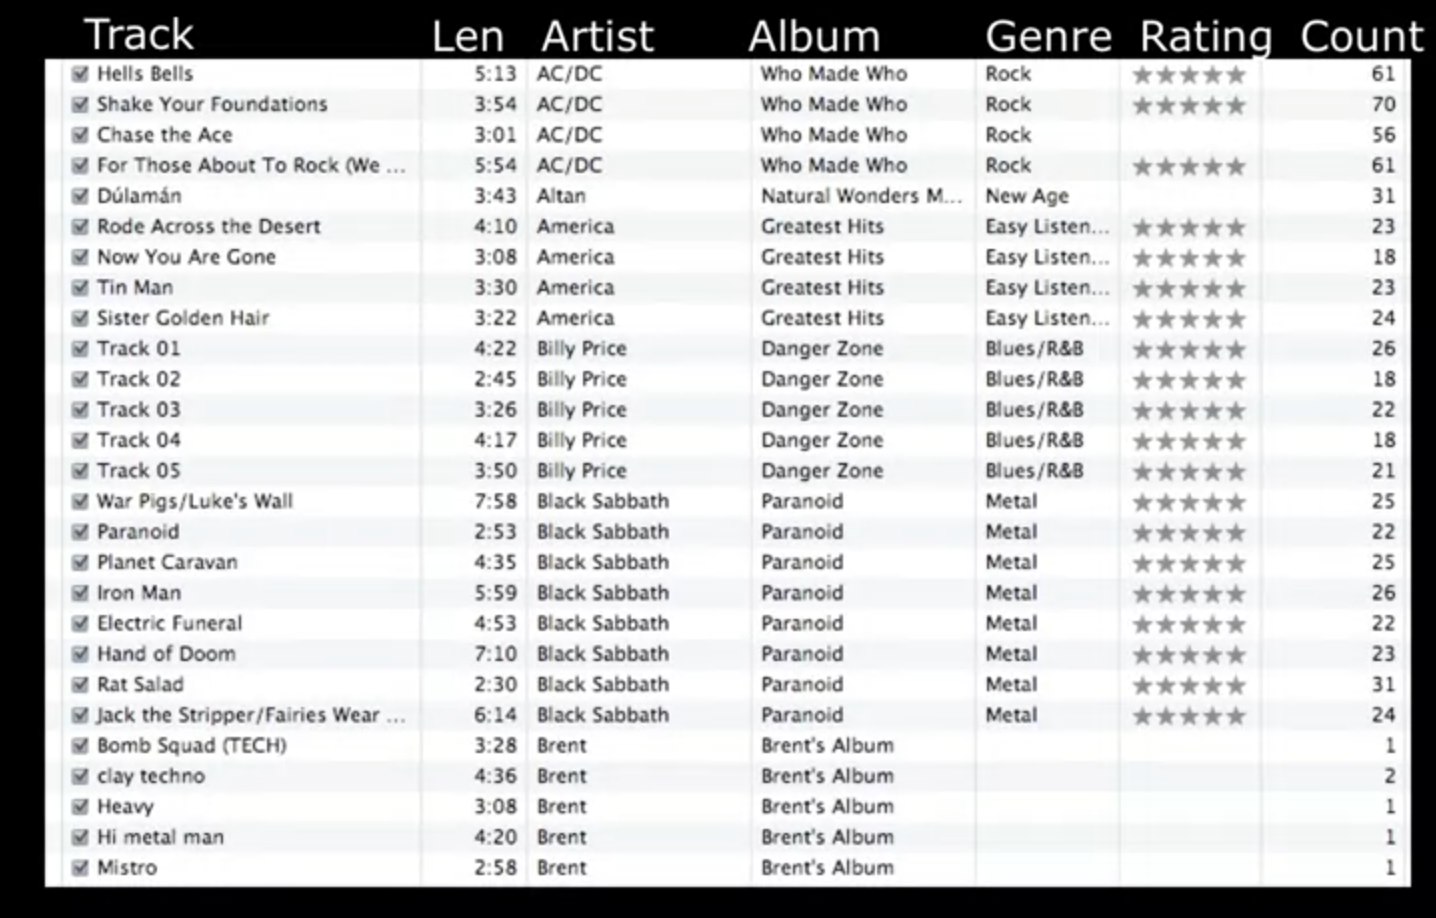 Track Len Artist Album Genre Rating Count
Hells Bells 5:13 AC/DC Who Made Who Rock ★★★★★ 61
Shake Your Foundations 3:54 AC/DC Who Made Who Rock ★★★★★ 70
Chase the Ace 3:01 AC/DC Who Made Who Rock 56
For Those About To Rock (We ... 5:54 AC/DC Who Made Who Rock ★★★★★ 61
Dúlamán 3:43 Altan Natural Wonders M... New Age 31
Rode Across the Desert 4:10 America Greatest Hits Easy Listen... ★★★★★ 23
Now You Are Gone 3:08 America Greatest Hits Easy Listen... ★★★★★ 18
Tin Man 3:30 America Greatest Hits Easy Listen... ★★★★★ 23
Sister Golden Hair 3:22 America Greatest Hits Easy Listen... ★★★★★ 24
Track 01 4:22 Billy Price Danger Zone Blues/R&B ★★★★★ 26
Track 02 2:45 Billy Price Danger Zone Blues/R&B ★★★★★ 18
Track 03 3:26 Billy Price Danger Zone Blues/R&B ★★★★★ 22
Track 04 4:17 Billy Price Danger Zone Blues/R&B ★★★★★ 18
Track 05 3:50 Billy Price Danger Zone Blues/R&B ★★★★★ 21
War Pigs/Luke's Wall 7:58 Black Sabbath Paranoid Metal ★★★★★ 25
Paranoid 2:53 Black Sabbath Paranoid Metal ★★★★★ 22
Planet Caravan 4:35 Black Sabbath Paranoid Metal ★★★★★ 25
Iron Man 5:59 Black Sabbath Paranoid Metal ★★★★★ 26
Electric Funeral 4:53 Black Sabbath Paranoid Metal ★★★★★ 22
Hand of Doom 7:10 Black Sabbath Paranoid Metal ★★★★★ 23
Rat Salad 2:30 Black Sabbath Paranoid Metal ★★★★★ 31
Jack the Stripper/Fairies Wear ... 6:14 Black Sabbath Paranoid Metal ★★★★★ 24
Bomb Squad (TECH) 3:28 Brent Brent's Album 1
clay techno 4:36 Brent Brent's Album 2
Heavy 3:08 Brent Brent's Album 1
Hi metal man 4:20 Brent Brent's Album 1
Mistro 2:58 Brent Brent's Album 1